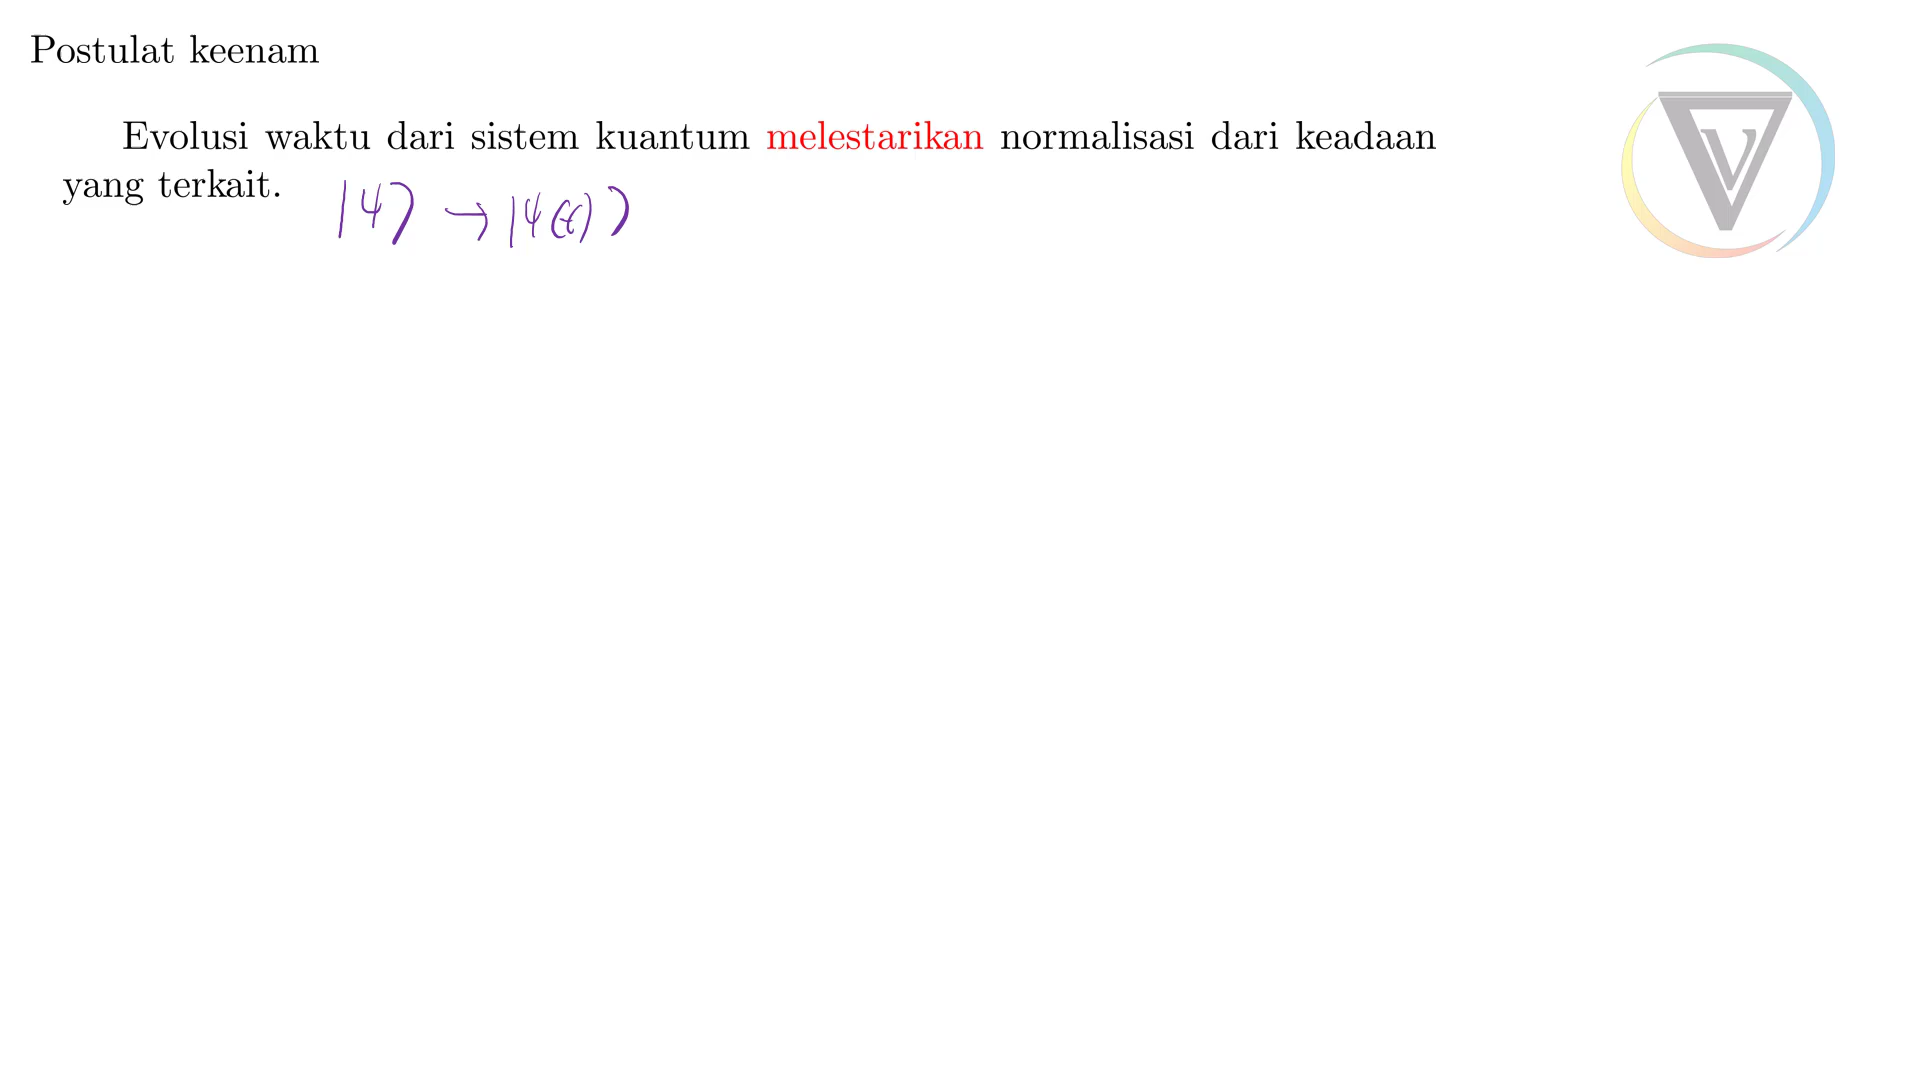 Postulat keenam
Evolusi waktu dari sistem kuantum melestarikan normalisasi dari keadaan
yang terkait.
|ψ⟩ → |ψ(t)⟩